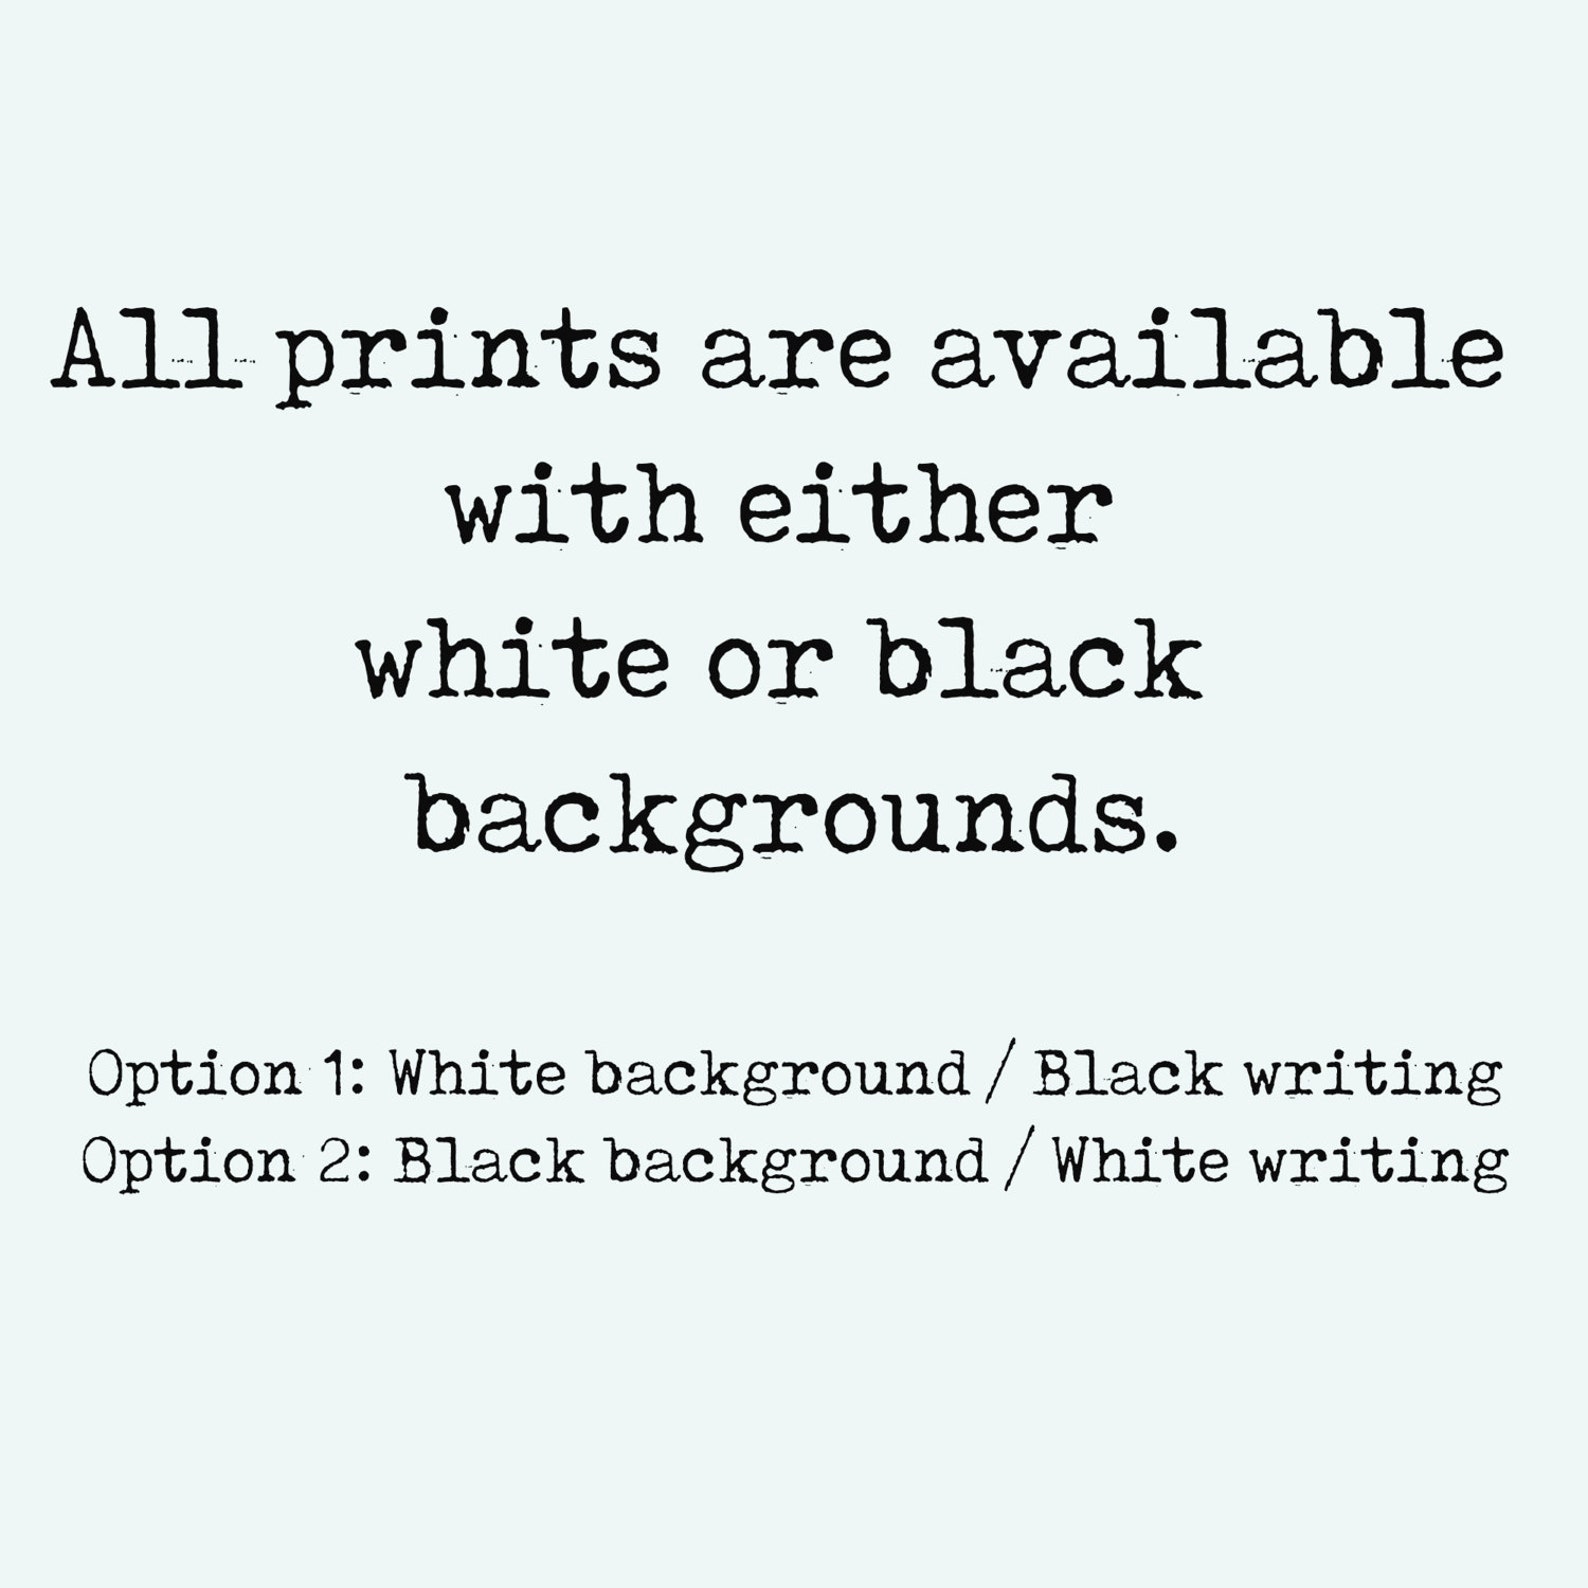 All prints are available
with either
white or black
backgrounds.
Option 1: White background / Black writing
Option 2: Black background / White writing